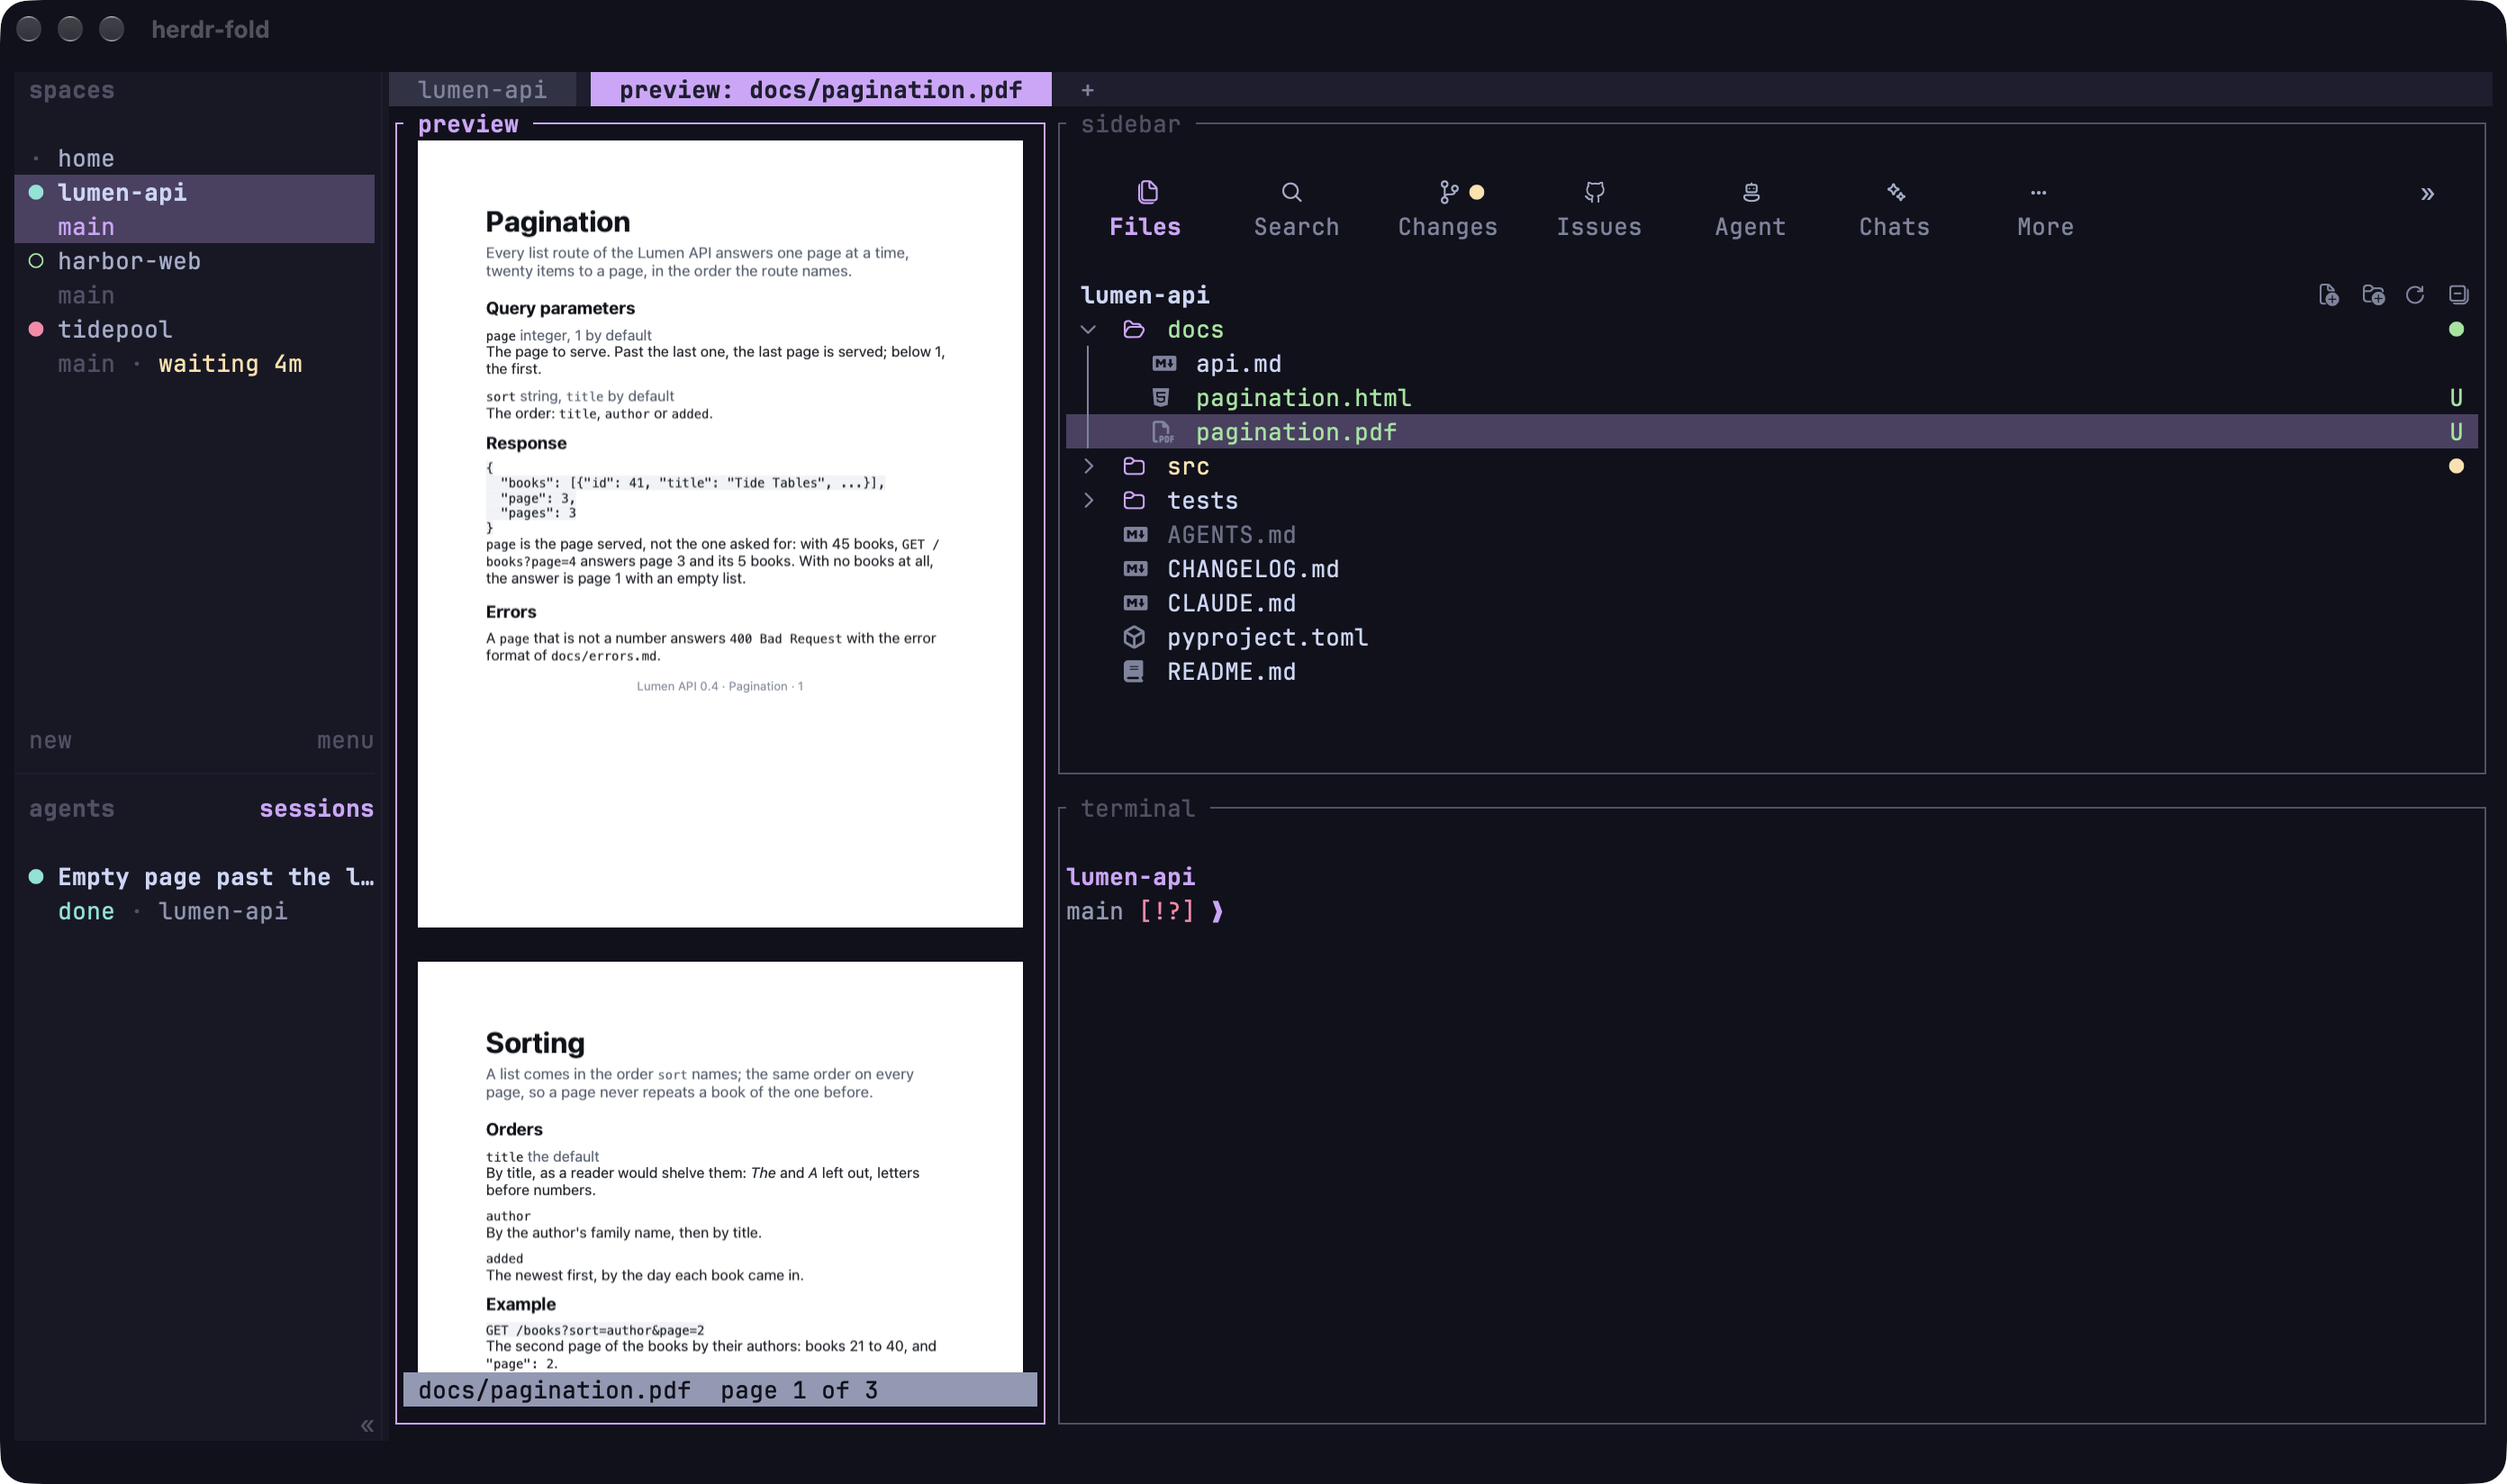 herdr-fold
spaces
· home
lumen-api
main
harbor-web
main
tidepool
main · waiting 4m
new menu
agents sessions
Empty page past the l…
done · lumen-api
«
lumen-api
preview: docs/pagination.pdf
+
preview
Pagination
Every list route of the Lumen API answers one page at a time,
twenty items to a page, in the order the route names.
Query parameters
page integer, 1 by default
The page to serve. Past the last one, the last page is served; below 1,
the first.
sort string, title by default
The order: title, author or added.
Response
{
"books": [{"id": 41, "title": "Tide Tables", ...}],
"page": 3,
"pages": 3
}
page is the page served, not the one asked for: with 45 books, GET /
books?page=4 answers page 3 and its 5 books. With no books at all,
the answer is page 1 with an empty list.
Errors
A page that is not a number answers 400 Bad Request with the error
format of docs/errors.md.
Lumen API 0.4 · Pagination · 1
Sorting
A list comes in the order sort names; the same order on every
page, so a page never repeats a book of the one before.
Orders
title the default
By title, as a reader would shelve them: The and A left out, letters
before numbers.
author
By the author's family name, then by title.
added
The newest first, by the day each book came in.
Example
GET /books?sort=author&page=2
The second page of the books by their authors: books 21 to 40, and
"page": 2.
docs/pagination.pdf page 1 of 3
sidebar
Files Search Changes Issues Agent Chats More
»
lumen-api
docs
api.md
pagination.html U
pagination.pdf U
src
tests
AGENTS.md
CHANGELOG.md
CLAUDE.md
pyproject.toml
README.md
terminal
lumen-api
main [!?] ❱